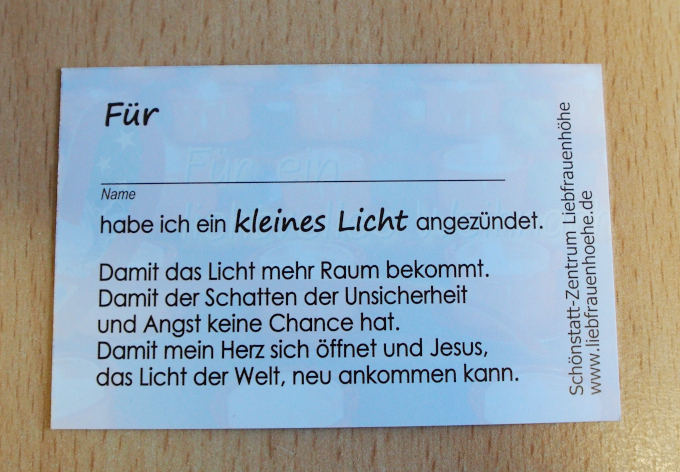 Für
Name
habe ich ein kleines Licht angezündet.
Damit das Licht mehr Raum bekommt.
Damit der Schatten der Unsicherheit
und Angst keine Chance hat.
Damit mein Herz sich öffnet und Jesus,
das Licht der Welt, neu ankommen kann.
Schönstatt-Zentrum Liebfrauenhöhe
www.liebfrauenhoehe.de